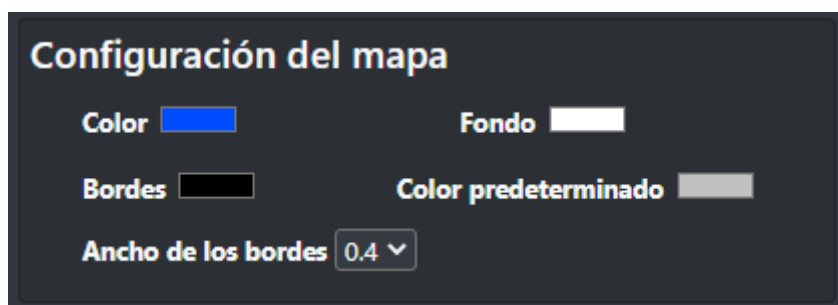 Configuración del mapa
Color Fondo
Bordes Color predeterminado
Ancho de los bordes 0.4